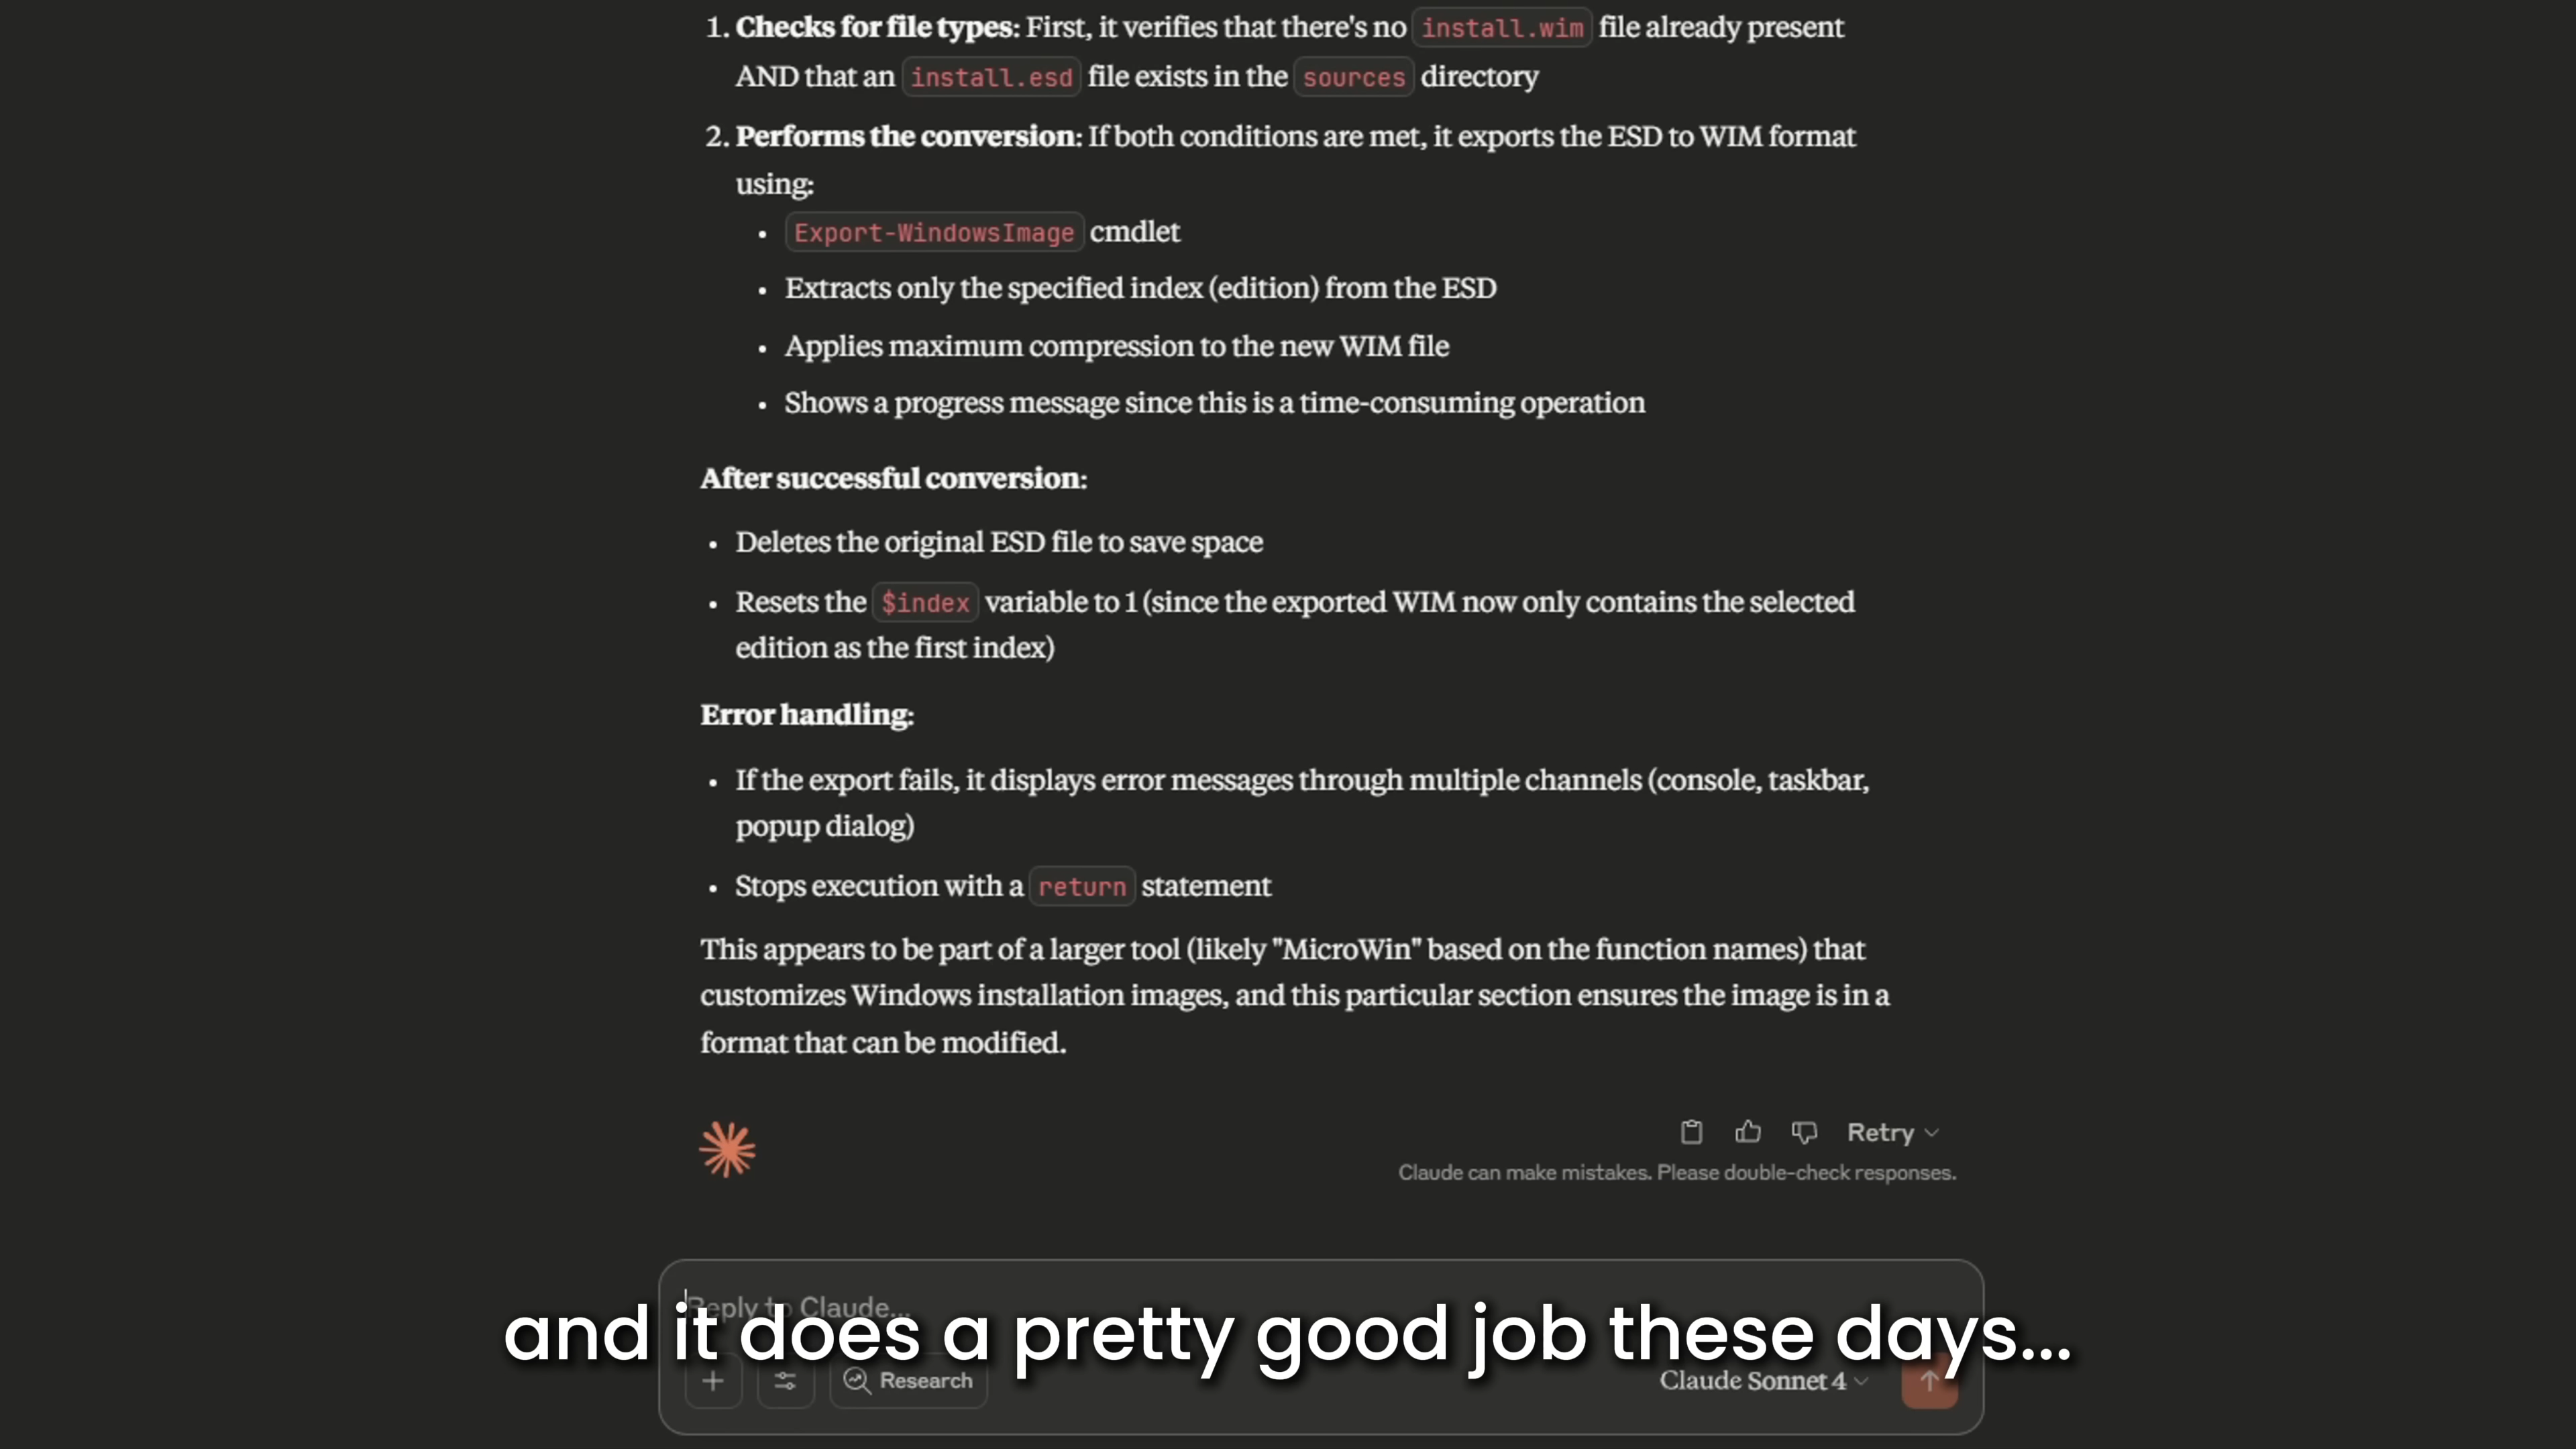 1. Checks for file types: First, it verifies that there's no install.wim file already present
AND that an install.esd file exists in the sources directory
2. Performs the conversion: If both conditions are met, it exports the ESD to WIM format
using:
• Export-WindowsImage cmdlet
• Extracts only the specified index (edition) from the ESD
• Applies maximum compression to the new WIM file
• Shows a progress message since this is a time-consuming operation
After successful conversion:
• Deletes the original ESD file to save space
• Resets the $index variable to 1 (since the exported WIM now only contains the selected
edition as the first index)
Error handling:
• If the export fails, it displays error messages through multiple channels (console, taskbar,
popup dialog)
• Stops execution with a return statement
This appears to be part of a larger tool (likely "MicroWin" based on the function names) that
customizes Windows installation images, and this particular section ensures the image is in a
format that can be modified.
Retry
Claude can make mistakes. Please double-check responses.
Reply to Claude...
and it does a pretty good job these days...
Research
Claude Sonnet 4